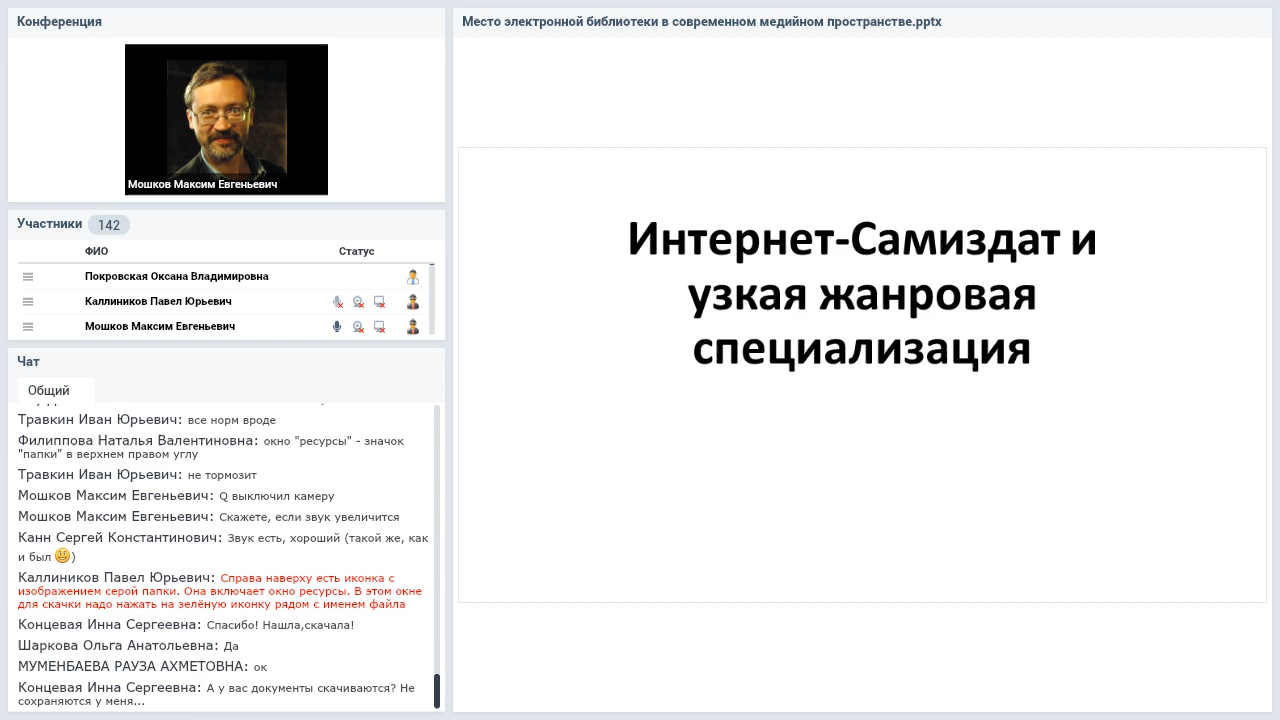 Конференция
Мошков Максим Евгеньевич
Участники 142
ФИО Статус
Покровская Оксана Владимировна
Каллиников Павел Юрьевич
Мошков Максим Евгеньевич
Чат
Общий
Травкин Иван Юрьевич: все норм вроде
Филиппова Наталья Валентиновна: окно "ресурсы" - значок
"папки" в верхнем правом углу
Травкин Иван Юрьевич: не тормозит
Мошков Максим Евгеньевич: Q выключил камеру
Мошков Максим Евгеньевич: Скажете, если звук увеличится
Канн Сергей Константинович: Звук есть, хороший (такой же, как
и был )
Каллиников Павел Юрьевич: Справа наверху есть иконка с
изображением серой папки. Она включает окно ресурсы. В этом окне
для скачки надо нажать на зелёную иконку рядом с именем файла
Концевая Инна Сергеевна: Спасибо! Нашла,скачала!
Шаркова Ольга Анатольевна: Да
МУМЕНБАЕВА РАУЗА АХМЕТОВНА: ок
Концевая Инна Сергеевна: А у вас документы скачиваются? Не
сохраняются у меня...
Место электронной библиотеки в современном медийном пространстве.pptx
Интернет-Самиздат и
узкая жанровая
специализация